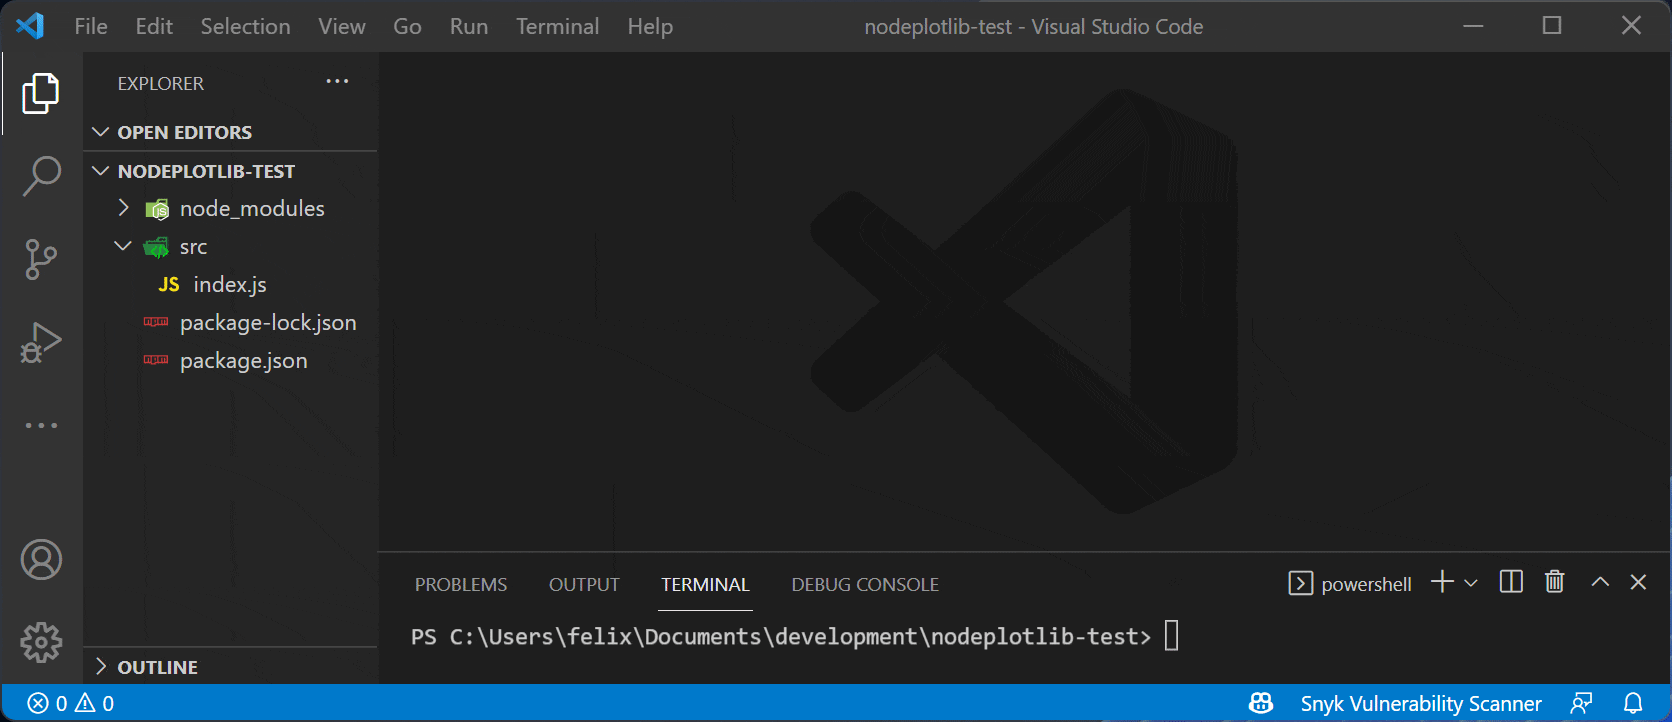 File Edit Selection View Go Run Terminal Help nodeplotlib-test - Visual Studio Code
EXPLORER
OPEN EDITORS
NODEPLOTLIB-TEST
node_modules
src
JS index.js
package-lock.json
package.json
PROBLEMS OUTPUT TERMINAL DEBUG CONSOLE powershell
PS C:\Users\felix\Documents\development\nodeplotlib-test>
OUTLINE
0 0 Snyk Vulnerability Scanner